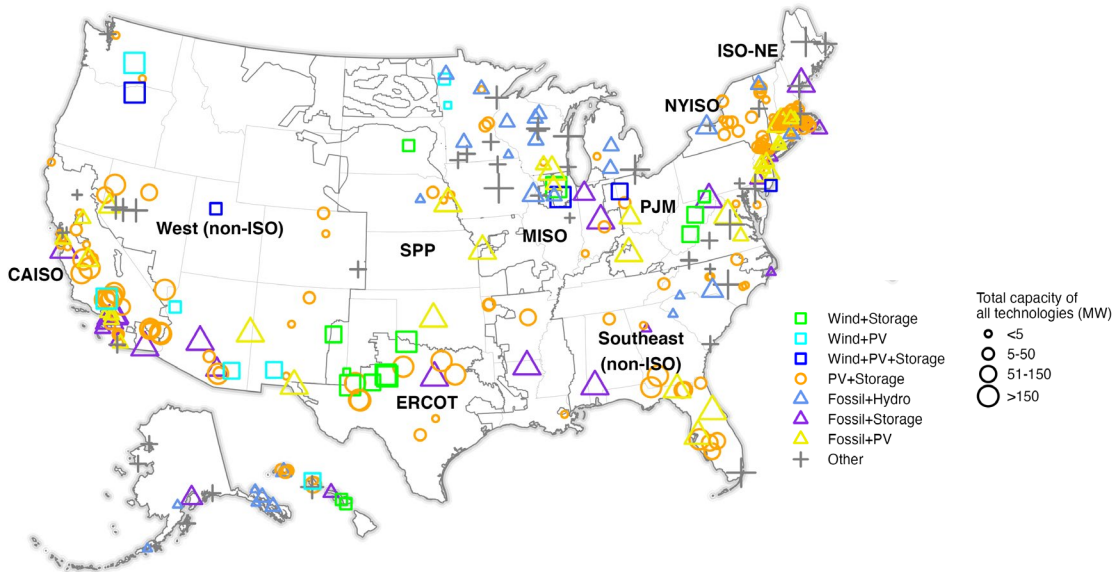 ISO-NE
NYISO
West (non-ISO)
PJM
MISO
SPP
CAISO
Southeast
(non-ISO)
ERCOT
Wind+Storage
Wind+PV
Wind+PV+Storage
PV+Storage
Fossil+Hydro
Fossil+Storage
Fossil+PV
Other
Total capacity of
all technologies (MW)
<5
5-50
51-150
>150